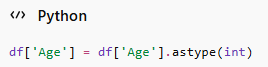 </> Python
df['Age'] = df['Age'].astype(int)